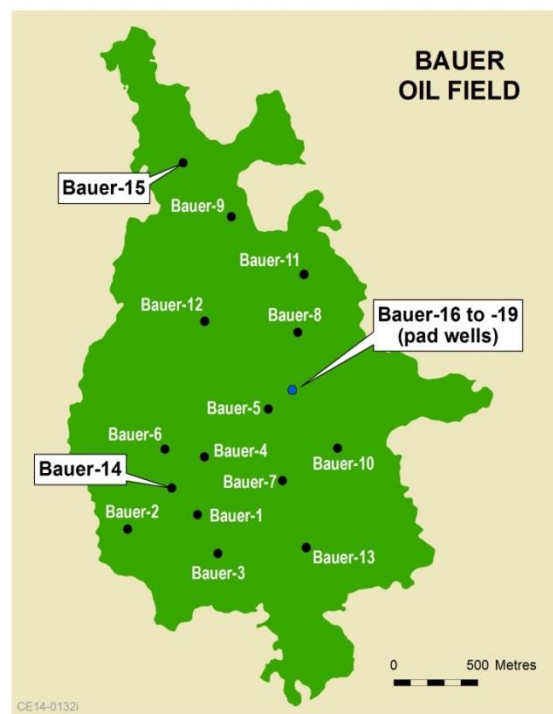 BAUER
OIL FIELD
Bauer-15
Bauer-9
Bauer-11
Bauer-12
Bauer-8
Bauer-16 to -19
(pad wells)
Bauer-5
Bauer-6
Bauer-4
Bauer-10
Bauer-14
Bauer-7
Bauer-2
Bauer-1
Bauer-3
Bauer-13
0 500 Metres
CE14-0132i